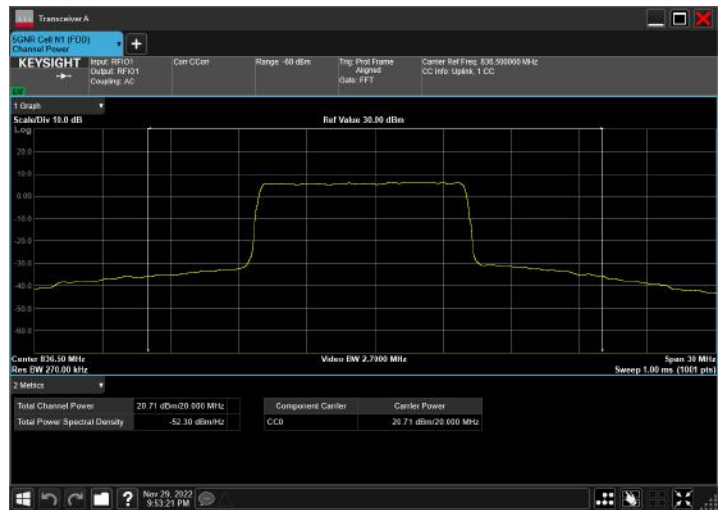 Transceiver A
5GNR Cell N1 (FDD)
Channel Power
KEYSIGHT
Input: RFIO1
Output: RFIO1
Coupling: AC
Corr CCorr
Range: -60 dBm
Trig: Prot Frame
Aligned
Gate: FFT
Carrier Ref Freq: 836.500000 MHz
CC Info: Uplink, 1 CC
1 Graph
Scale/Div 10.0 dB
Ref Value 30.00 dBm
Log
20.0
10.0
0.00
-10.0
-20.0
-30.0
-40.0
-50.0
-60.0
Center 836.50 MHz
Video BW 2.7000 MHz
Span 30 MHz
Res BW 270.00 kHz
Sweep 1.00 ms (1001 pts)
2 Metrics
Total Channel Power 20.71 dBm/20.000 MHz
Total Power Spectral Density -52.30 dBm/Hz
Component Carrier Carrier Power
CC0 20.71 dBm/20.000 MHz
Nov 29, 2022
9:53:21 PM